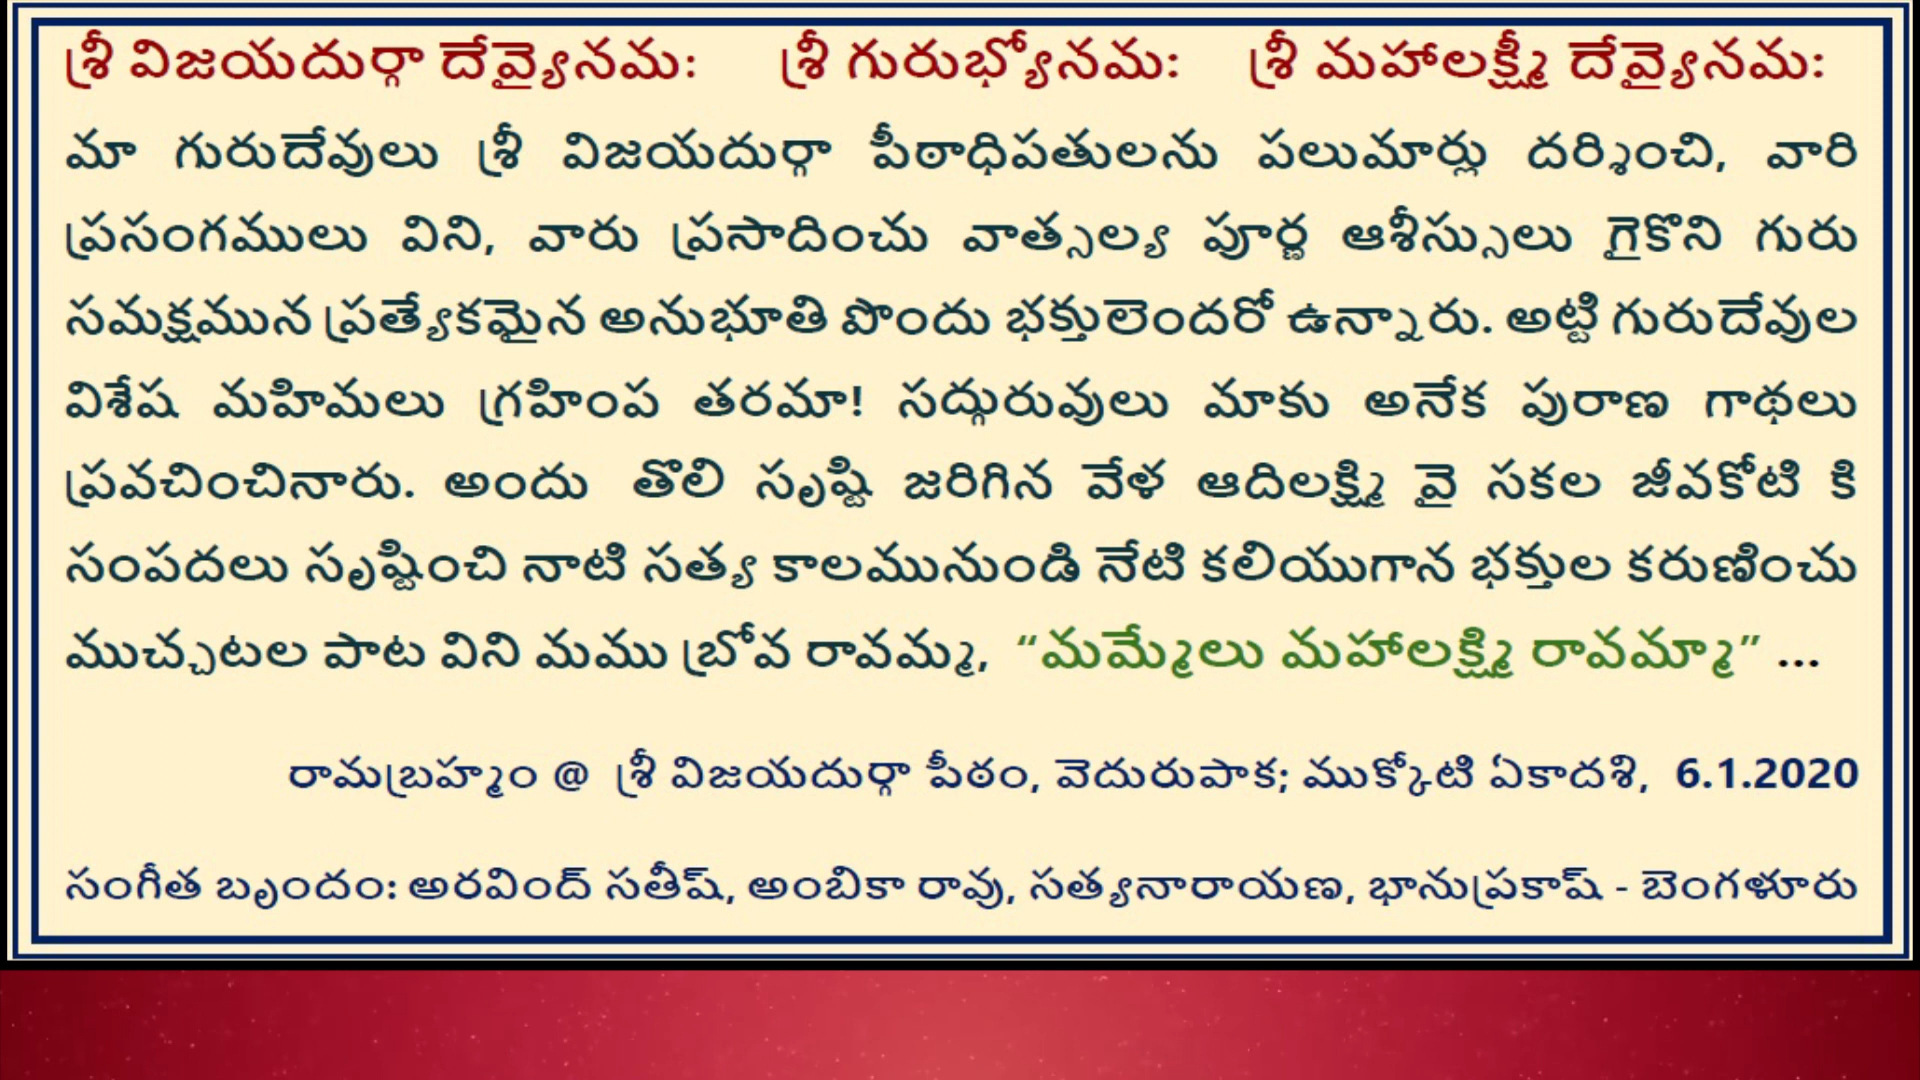 శ్రీ విజయదుర్గా దేవ్యైనమః శ్రీ గురుభ్యోనమః శ్రీ మహాలక్ష్మీ దేవ్యైనమః
మా గురుదేవులు శ్రీ విజయదుర్గా పీఠాధిపతులను పలుమార్లు దర్శించి, వారి
ప్రసంగములు విని, వారు ప్రసాదించు వాత్సల్య పూర్ణ ఆశీస్సులు గైకొని గురు
సమక్షమున ప్రత్యేకమైన అనుభూతి పొందు భక్తులెందరో ఉన్నారు. అట్టి గురుదేవుల
విశేష మహిమలు గ్రహింప తరమా! సద్గురువులు మాకు అనేక పురాణ గాథలు
ప్రవచించినారు. అందు తొలి సృష్టి జరిగిన వేళ ఆదిలక్ష్మి వై సకల జీవకోటి కి
సంపదలు సృష్టించి నాటి సత్య కాలమునుండి నేటి కలియుగాన భక్తుల కరుణించు
ముచ్చటల పాట విని మము బ్రోవ రావమ్మ, “మమ్మేలు మహాలక్ష్మి రావమ్మా” ...
రామబ్రహ్మం @ శ్రీ విజయదుర్గా పీఠం, వెదురుపాక; ముక్కోటి ఏకాదశి, 6.1.2020
సంగీత బృందం: అరవింద్ సతీష్, అంబికా రావు, సత్యనారాయణ, భానుప్రకాష్ - బెంగళూరు